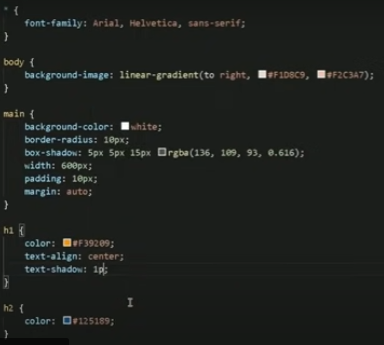 * {
font-family: Arial, Helvetica, sans-serif;
}
body {
background-image: linear-gradient(to right, #F1D8C9, #F2C3A7);
}
main {
background-color: white;
border-radius: 10px;
box-shadow: 5px 5px 15px rgba(136, 109, 93, 0.616);
width: 600px;
padding: 10px;
margin: auto;
}
h1 {
color: #F39209;
text-align: center;
text-shadow: 1p;
}
h2 {
color: #125189;
}